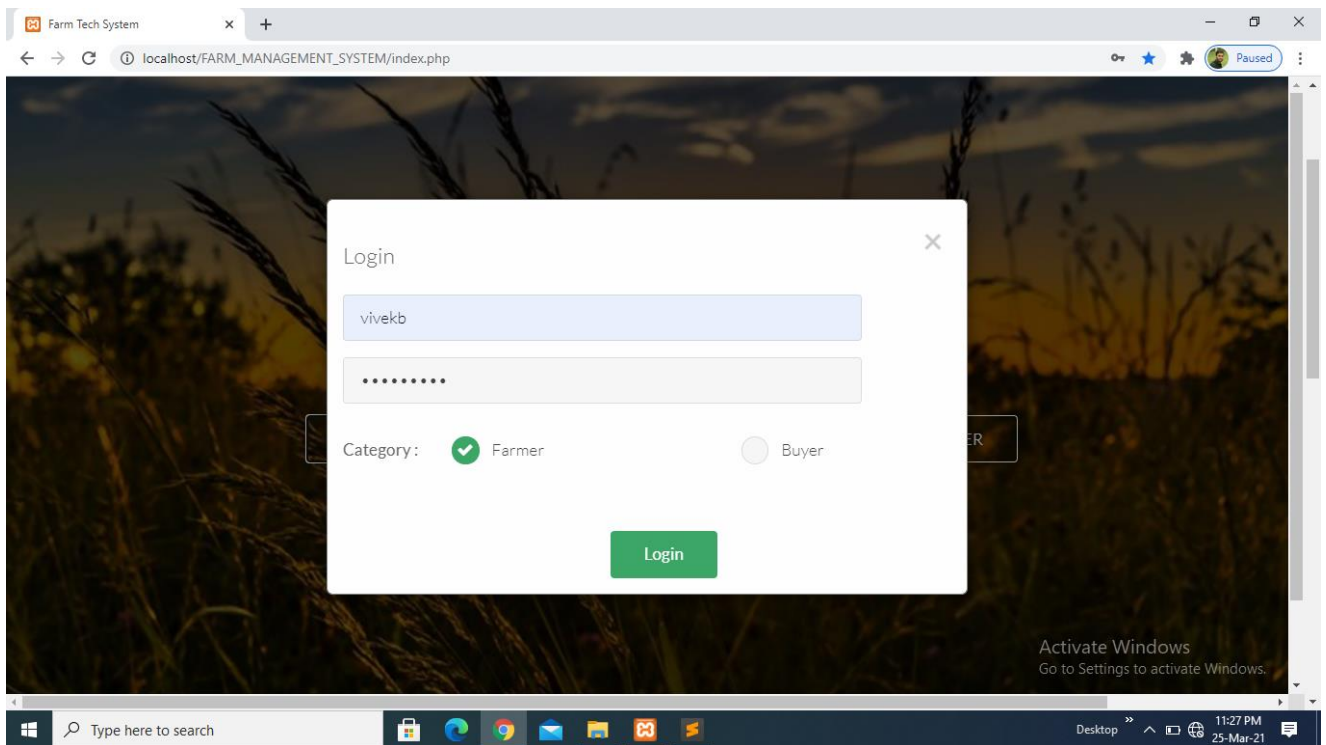 Farm Tech System
localhost/FARM_MANAGEMENT_SYSTEM/index.php
Paused
Login
vivekb
•••••••••
Category :
Farmer
Buyer
ER
Login
Activate Windows
Go to Settings to activate Windows.
Type here to search
Desktop
11:27 PM
25-Mar-21